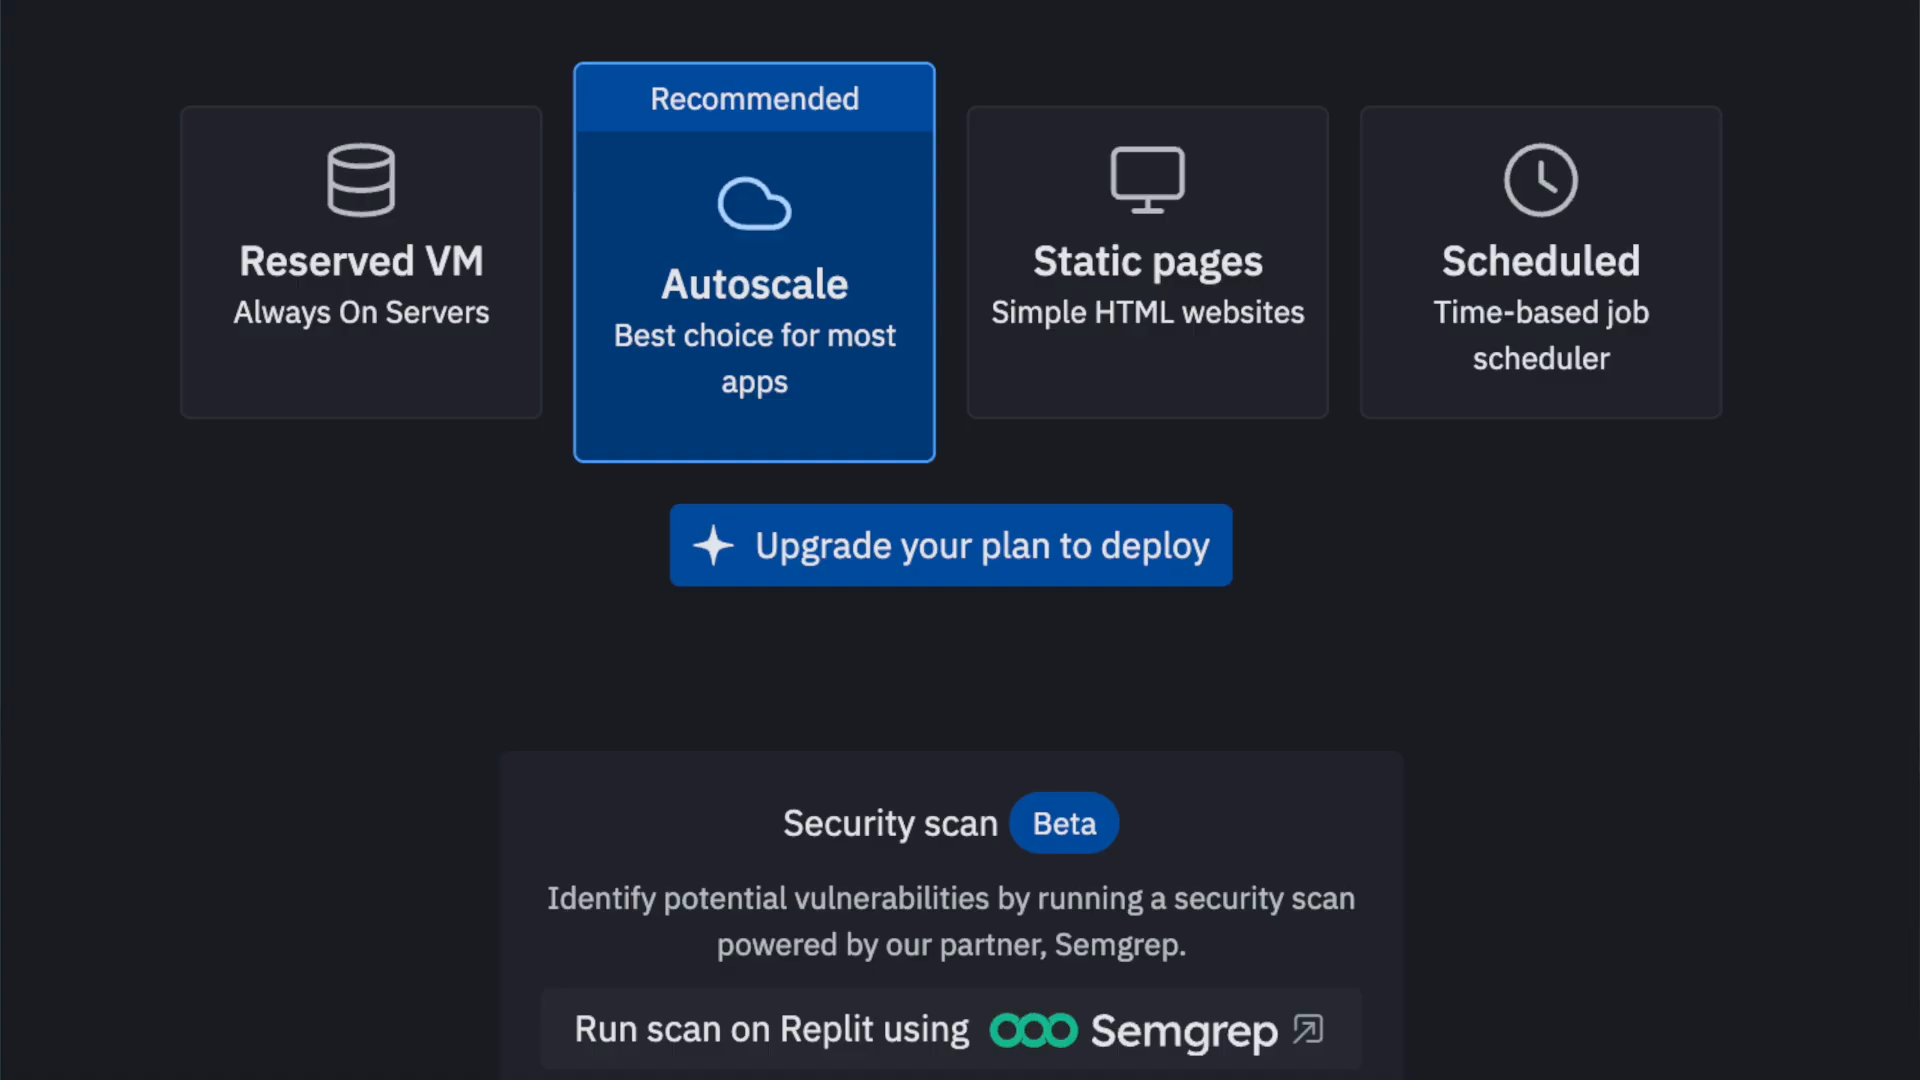 Recommended
Reserved VM
Always On Servers
Autoscale
Best choice for most
apps
Static pages
Simple HTML websites
Scheduled
Time-based job
scheduler
Upgrade your plan to deploy
Security scan Beta
Identify potential vulnerabilities by running a security scan
powered by our partner, Semgrep.
Run scan on Replit using Semgrep